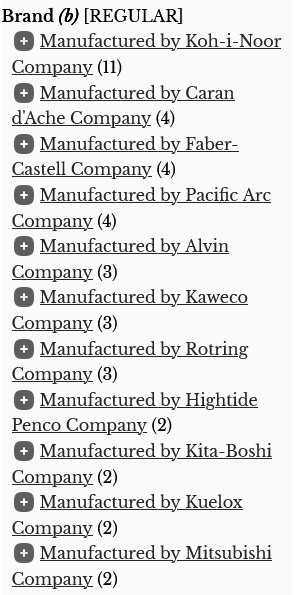 Brand (b) [REGULAR]
Manufactured by Koh-i-Noor
Company (11)
Manufactured by Caran
d'Ache Company (4)
Manufactured by Faber-
Castell Company (4)
Manufactured by Pacific Arc
Company (4)
Manufactured by Alvin
Company (3)
Manufactured by Kaweco
Company (3)
Manufactured by Rotring
Company (3)
Manufactured by Hightide
Penco Company (2)
Manufactured by Kita-Boshi
Company (2)
Manufactured by Kuelox
Company (2)
Manufactured by Mitsubishi
Company (2)